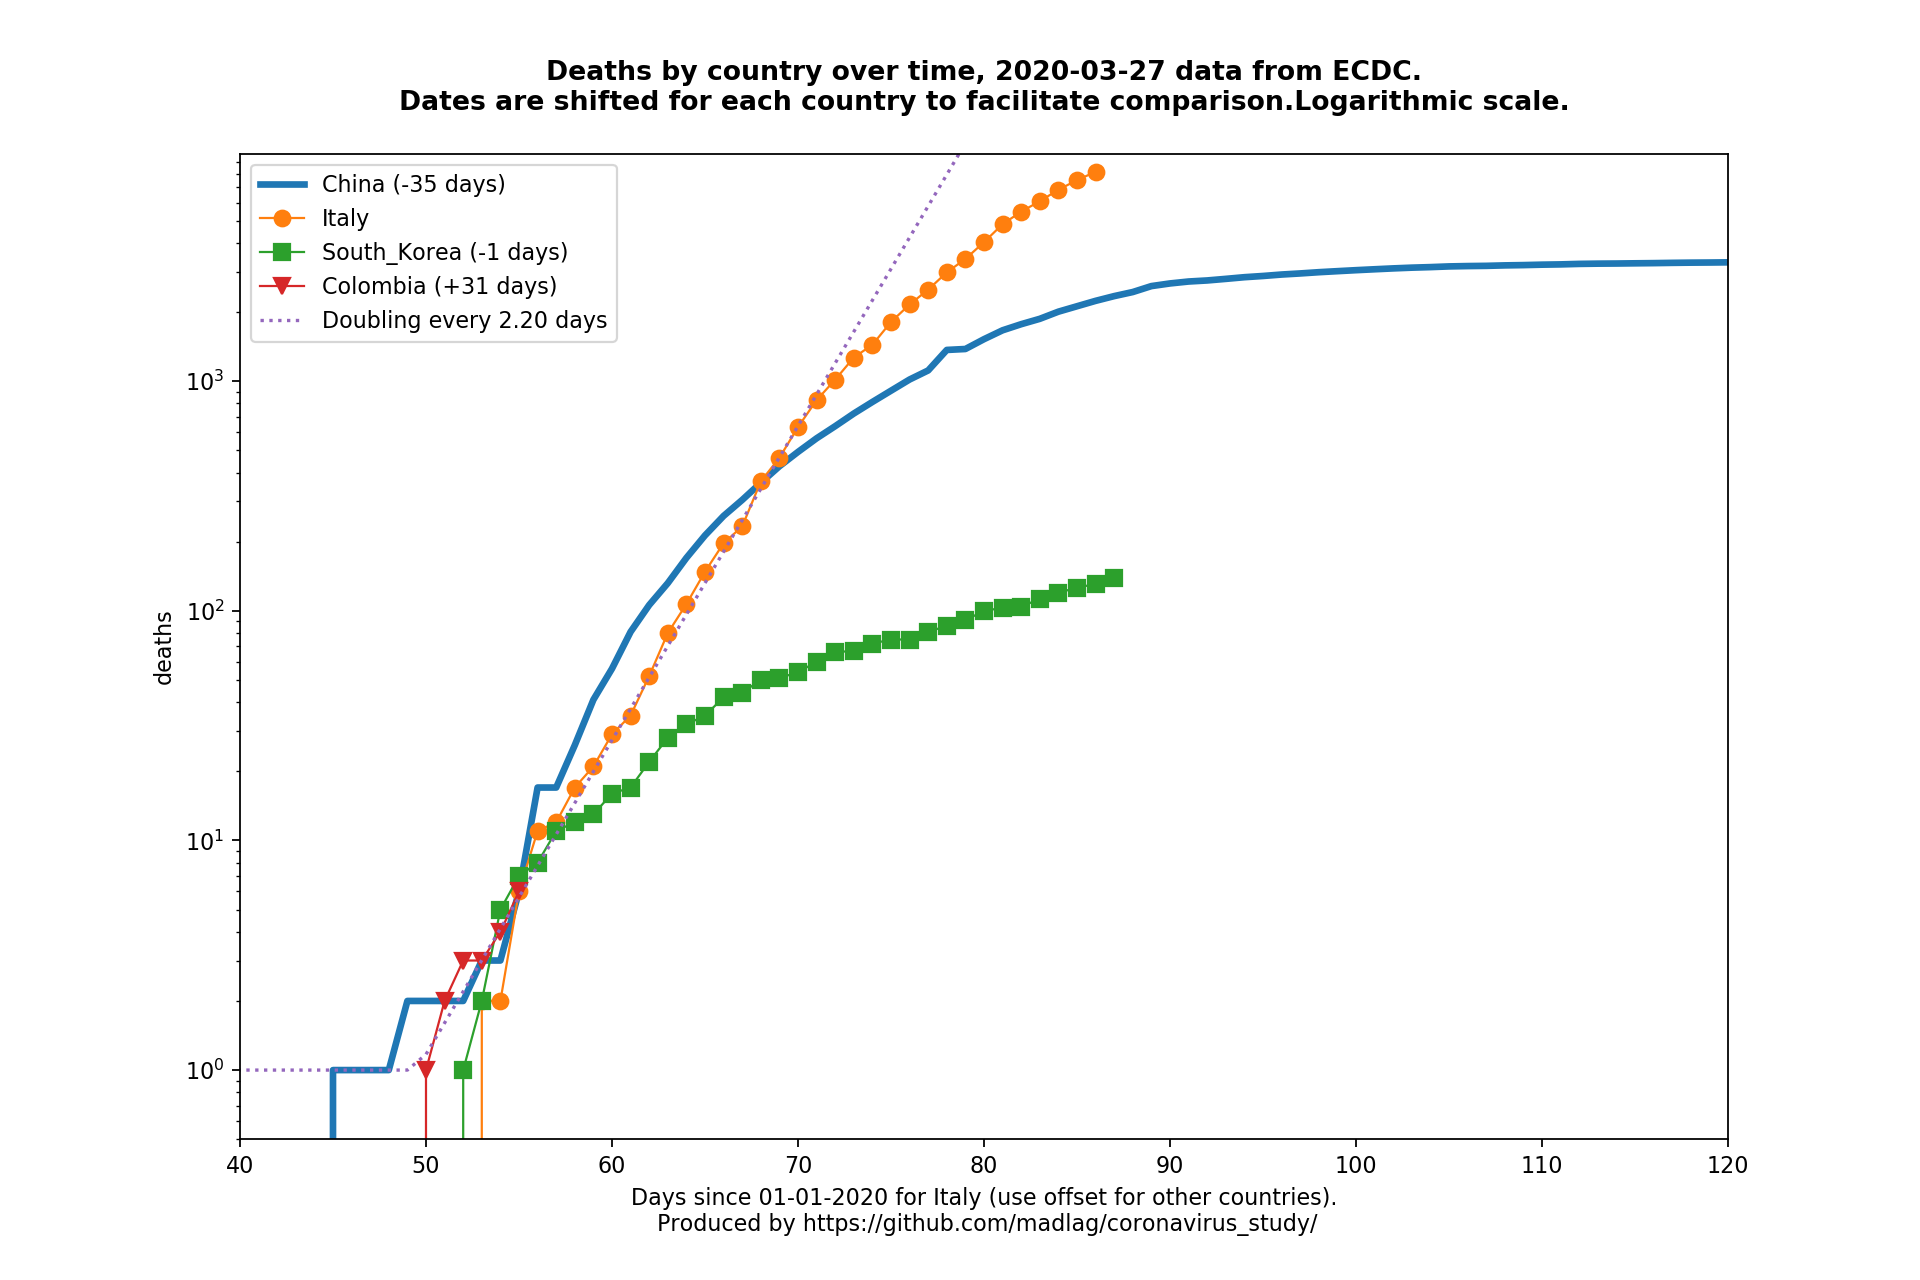 Deaths by country over time, 2020-03-27 data from ECDC.
Dates are shifted for each country to facilitate comparison.Logarithmic scale.
China (-35 days)
Italy
South_Korea (-1 days)
Colombia (+31 days)
Doubling every 2.20 days
10³
10²
10¹
10⁰
deaths
40 50 60 70 80 90 100 110 120
Days since 01-01-2020 for Italy (use offset for other countries).
Produced by https://github.com/madlag/coronavirus_study/